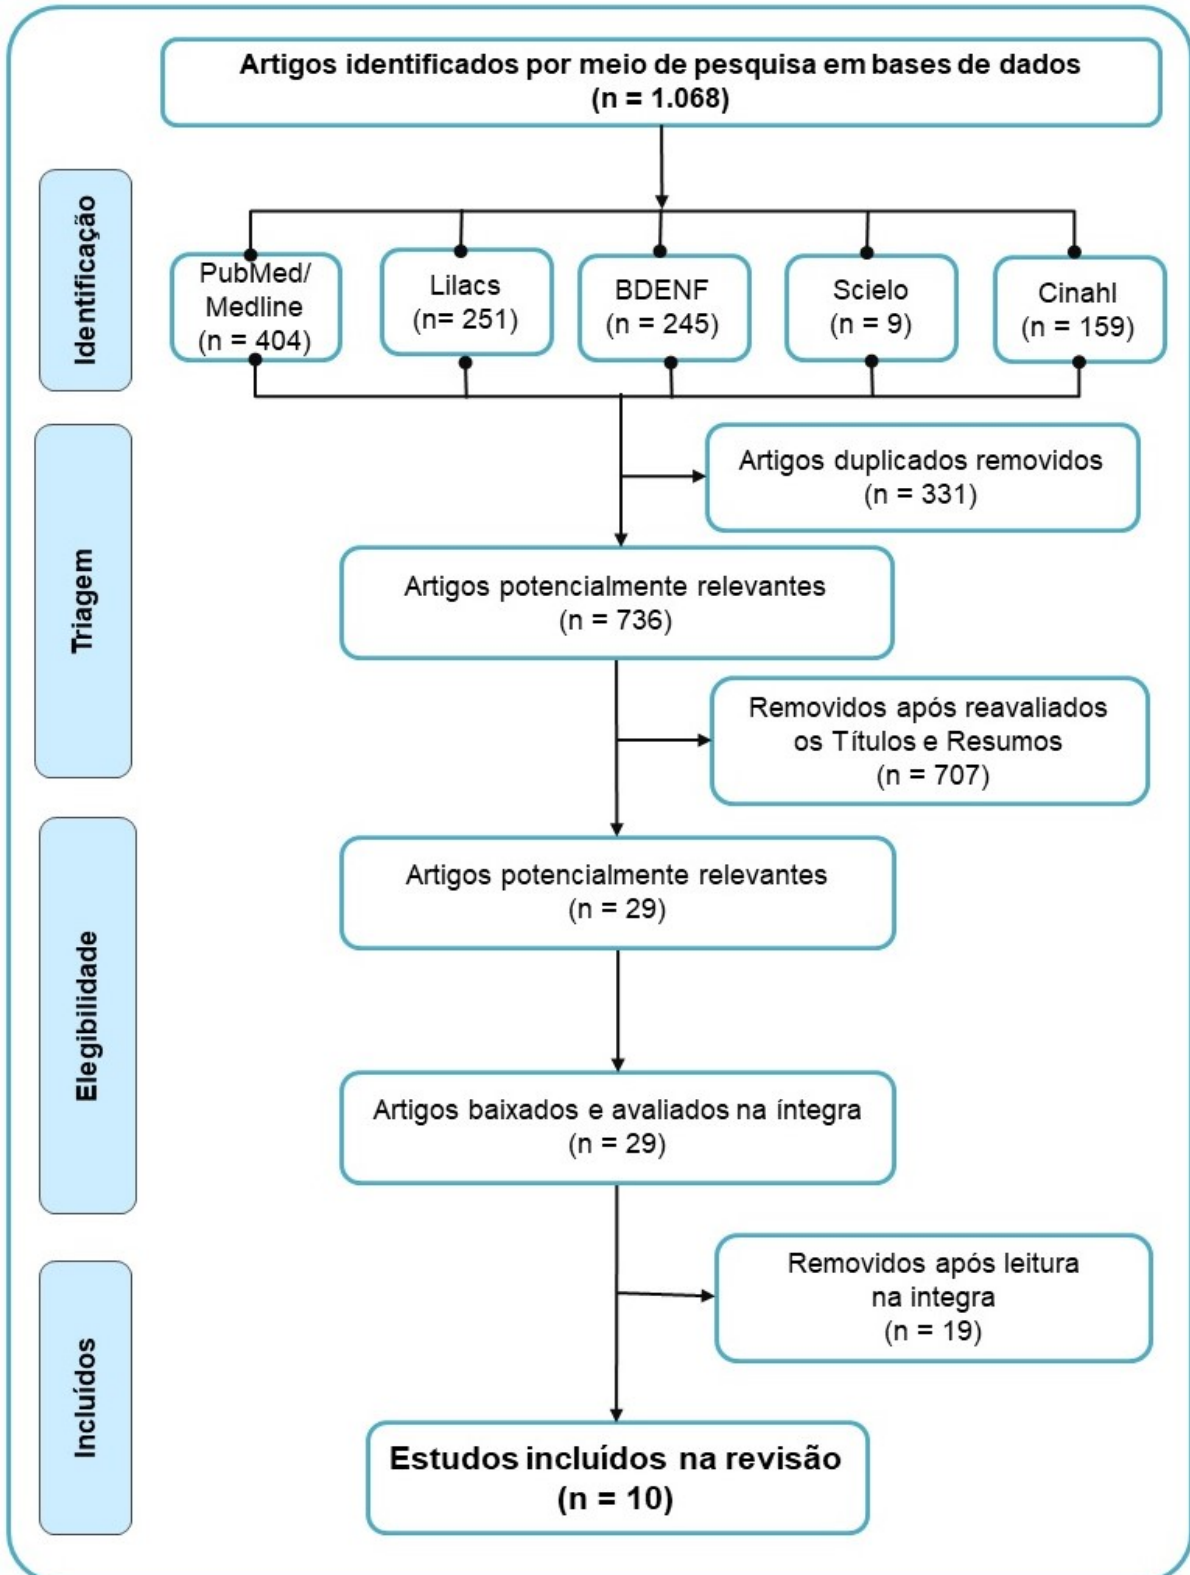 Artigos identificados por meio de pesquisa em bases de dados
(n = 1.068)
Identificação
PubMed/
Medline
(n = 404)
Lilacs
(n= 251)
BDENF
(n = 245)
Scielo
(n = 9)
Cinahl
(n = 159)
Triagem
Artigos duplicados removidos
(n = 331)
Artigos potencialmente relevantes
(n = 736)
Removidos após reavaliados
os Títulos e Resumos
(n = 707)
Elegibilidade
Artigos potencialmente relevantes
(n = 29)
Artigos baixados e avaliados na íntegra
(n = 29)
Incluídos
Removidos após leitura
na integra
(n = 19)
Estudos incluídos na revisão
(n = 10)